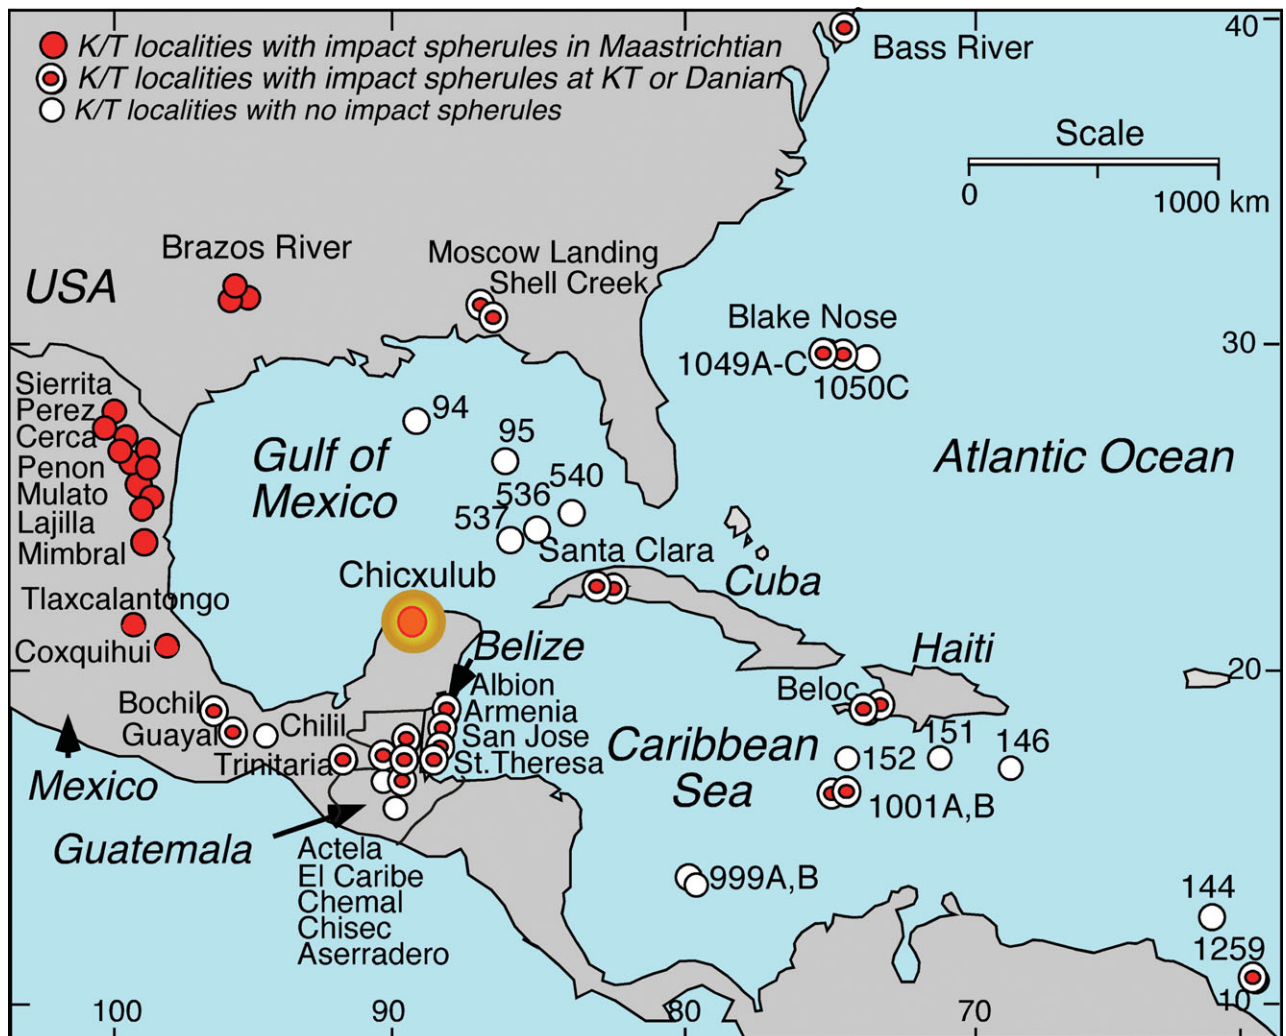 K/T localities with impact spherules in Maastrichtian
K/T localities with impact spherules at KT or Danian
K/T localities with no impact spherules
40
Bass River
Scale
0
1000 km
Brazos River
Moscow Landing
Shell Creek
USA
Blake Nose
30
1049A-C
1050C
Sierrita
Perez
Cerca
Penon
Mulato
Lajilla
Mimbral
94
95
Gulf of
Mexico
536
540
537
Atlantic Ocean
Santa Clara
Chicxulub
Cuba
Tlaxcalantongo
Coxquihui
Belize
Haiti
20
Bochil
Guayal
Chilil
Trinitaria
Albion
Armenia
San Jose
St.Theresa
Beloc
Caribbean
Sea
151
152
146
1001A,B
Mexico
Guatemala
Actela
El Caribe
Chemal
Chisec
Aserradero
999A,B
144
1259
100
90
80
70
10